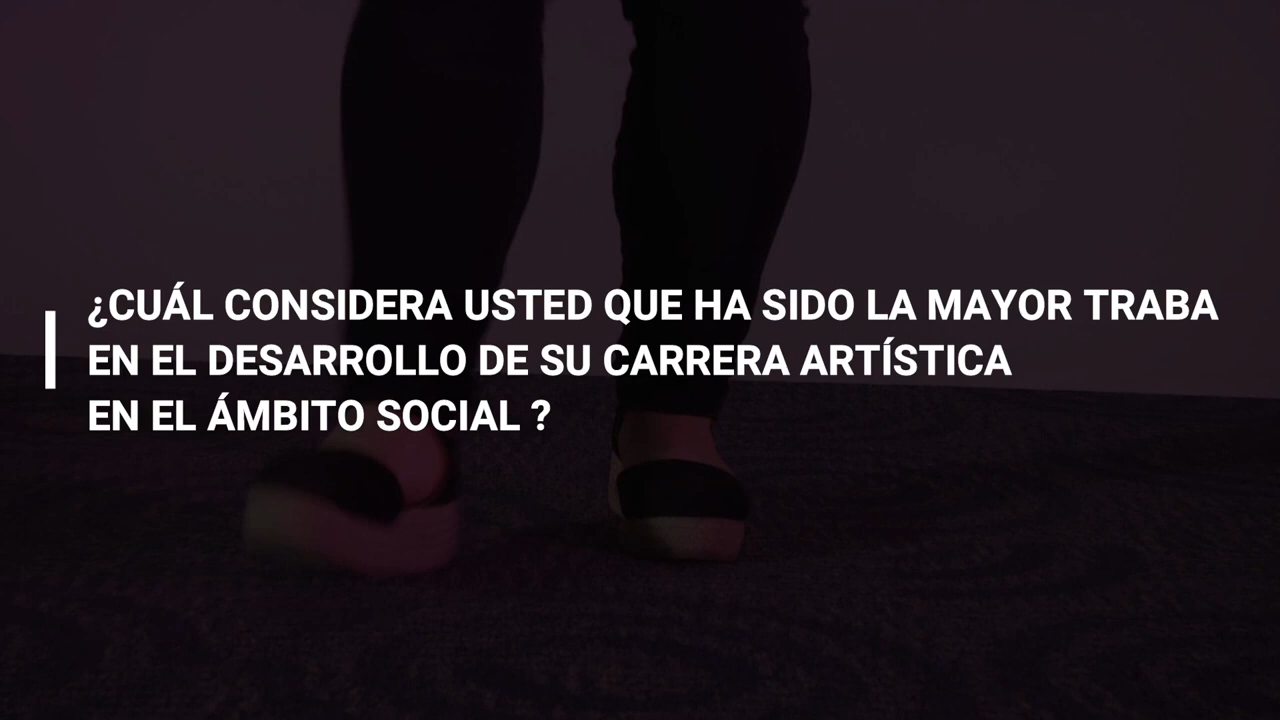 ¿CUÁL CONSIDERA USTED QUE HA SIDO LA MAYOR TRABA
EN EL DESARROLLO DE SU CARRERA ARTÍSTICA
EN EL ÁMBITO SOCIAL ?